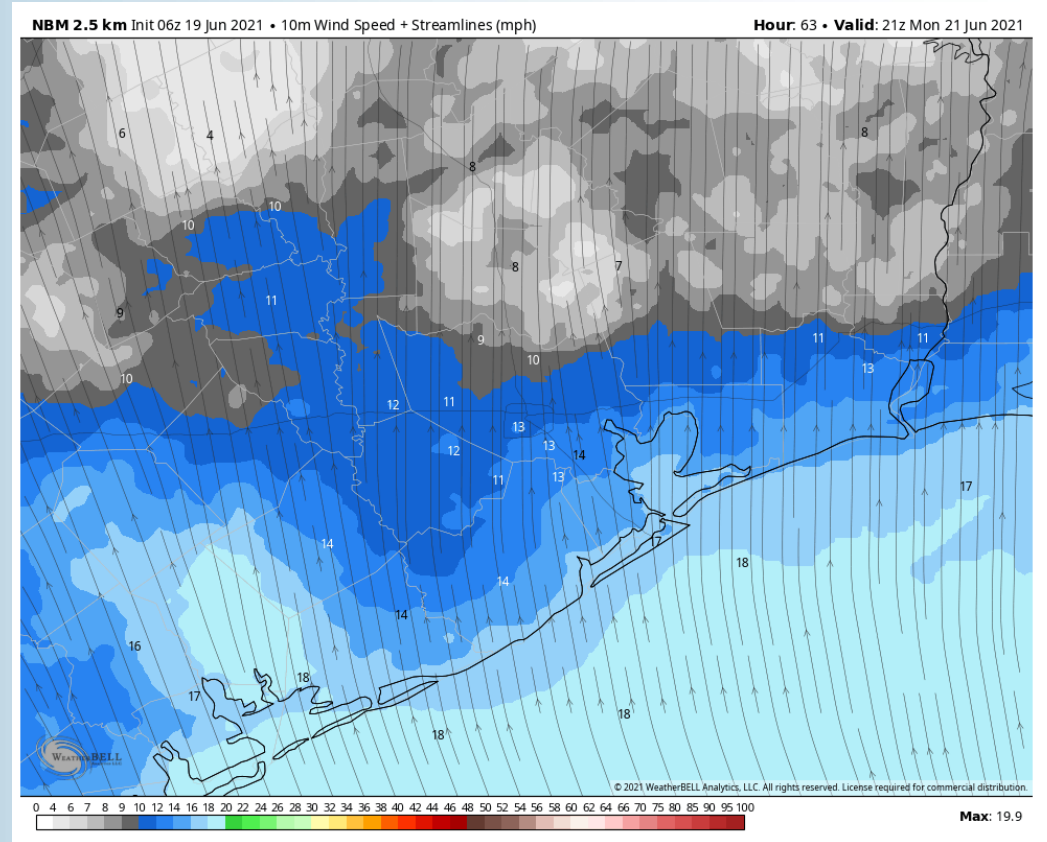 NBM 2.5 km Init 06z 19 Jun 2021 • 10m Wind Speed + Streamlines (mph)
Hour: 63 • Valid: 21z Mon 21 Jun 2021
6 4 8 8
10
10
8 7
11
9
9 11 11
10
13
10
12 11
13
12 13 14
11 13
17
14
17
18
14
14
16
18
17
18
18
WEATHERBELL
© 2021 WeatherBELL Analytics, LLC. All rights reserved. License required for commercial distribution.
0 4 6 7 8 9 10 12 14 16 18 20 22 24 26 28 30 32 34 36 38 40 42 44 46 48 50 52 54 56 58 60 62 64 66 70 75 80 85 90 95 100
Max: 19.9